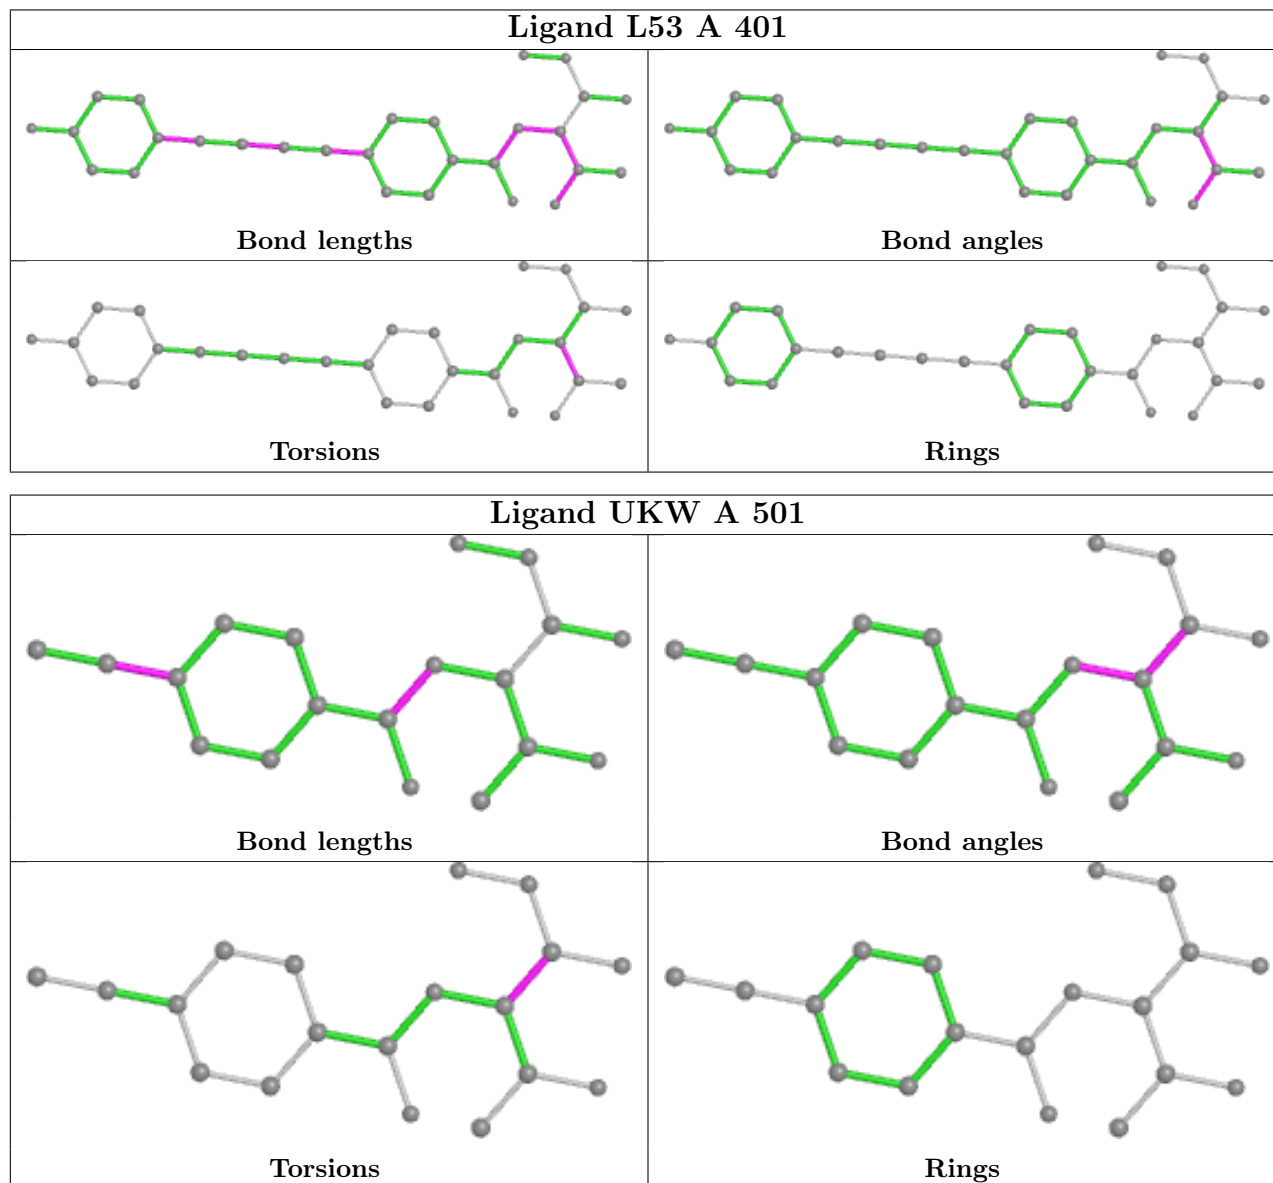 Ligand L53 A 401
Bond lengths
Bond angles
Torsions
Rings
Ligand UKW A 501
Bond lengths
Bond angles
Torsions
Rings